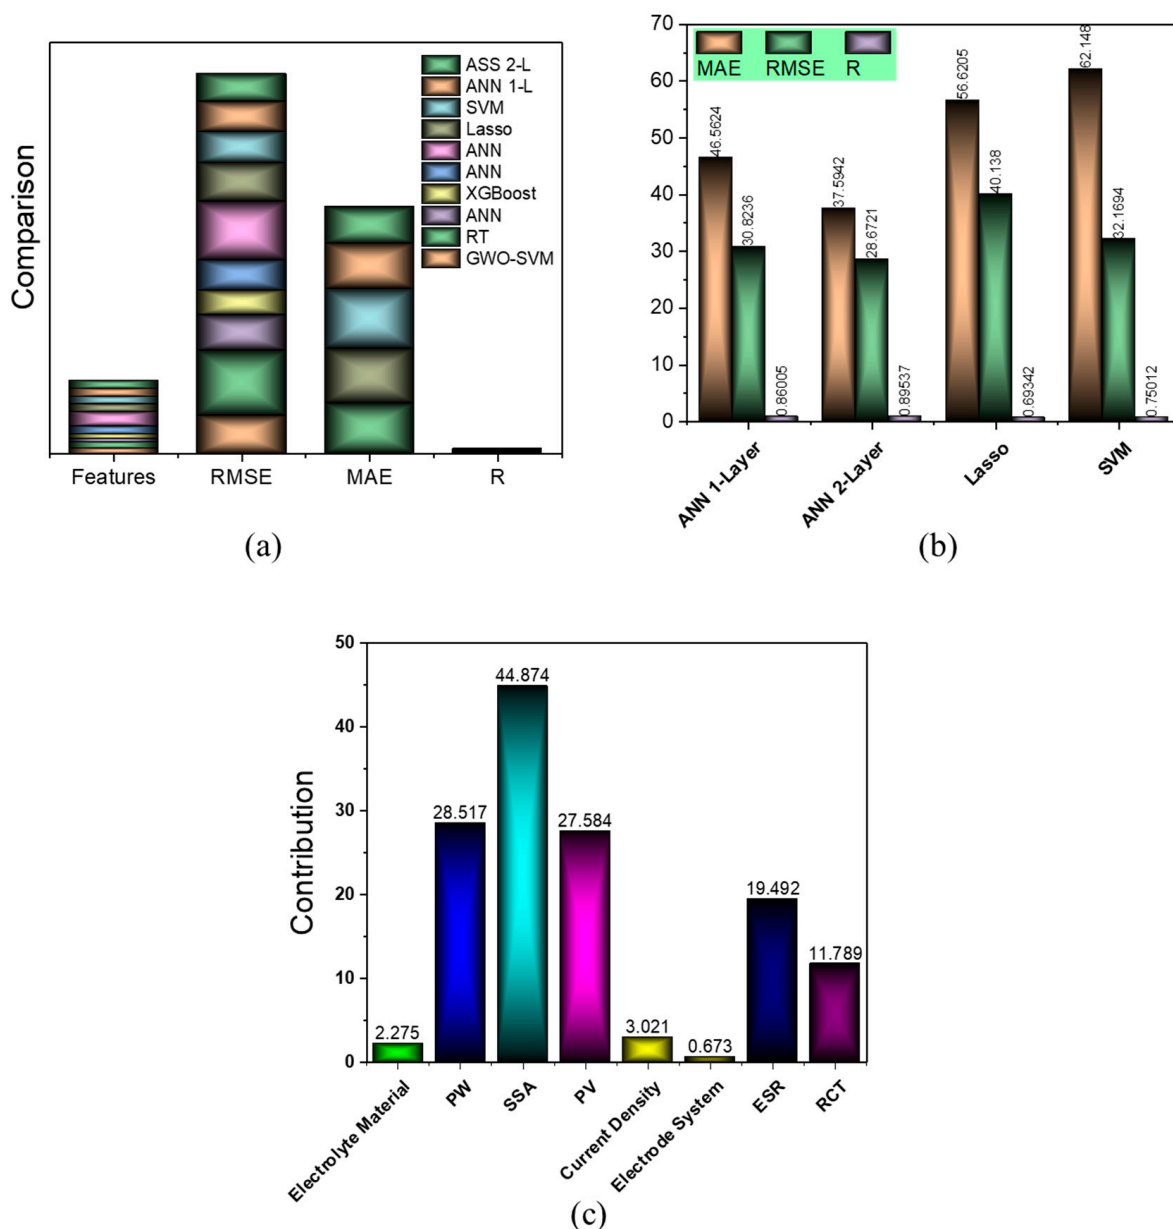 Comparison
ASS 2-L
ANN 1-L
SVM
Lasso
ANN
ANN
XGBoost
ANN
RT
GWO-SVM
Features RMSE MAE R
(a)
70
60
50
40
30
20
10
0
MAE RMSE R
46.5624
30.8236
0.86005
37.5942
28.6721
0.89537
56.6205
40.138
0.69342
62.148
32.1694
0.75012
ANN 1-Layer
ANN 2-Layer
Lasso
SVM
(b)
Contribution
50
40
30
20
10
0
2.275
28.517
44.874
27.584
3.021
0.673
19.492
11.789
Electrolyte Material
PW
SSA
PV
Current Density
Electrode System
ESR
RCT
(c)